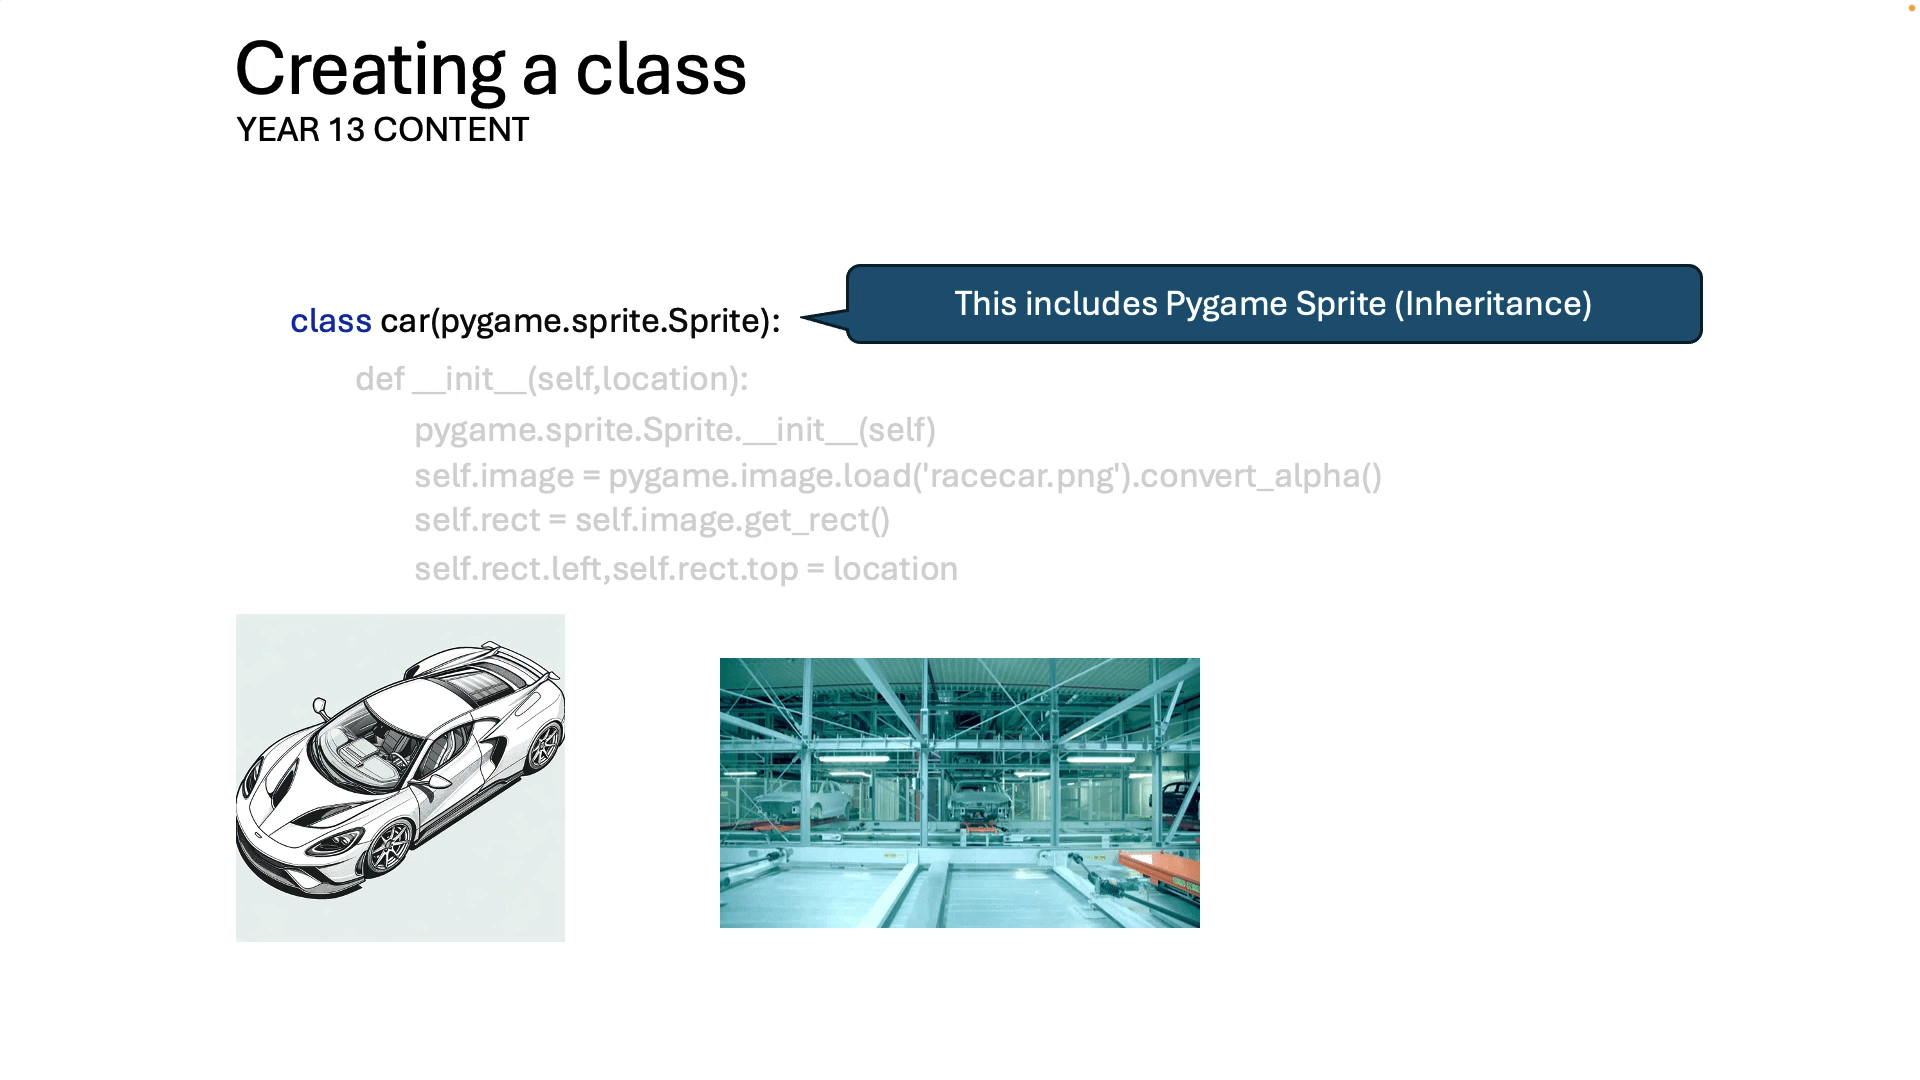 Creating a class
YEAR 13 CONTENT
This includes Pygame Sprite (Inheritance)
class car(pygame.sprite.Sprite):
def __init__(self,location):
pygame.sprite.Sprite.__init__(self)
self.image = pygame.image.load('racecar.png').convert_alpha()
self.rect = self.image.get_rect()
self.rect.left,self.rect.top = location